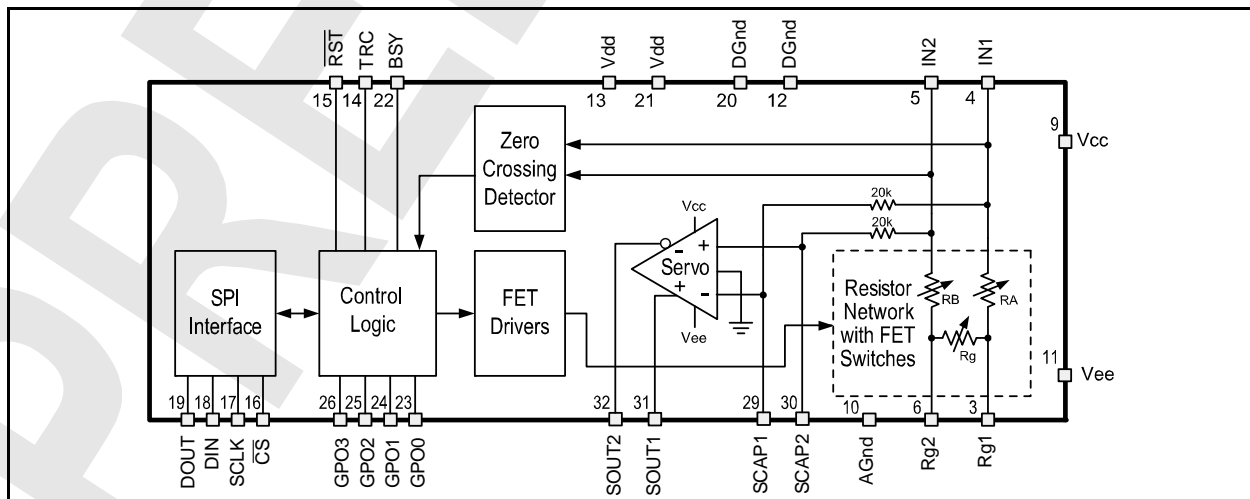 RST TRC BSY Vdd Vdd DGnd DGnd IN2 IN1
15 14 22 13 21 20 12 5 4
9
Vcc
Zero
Crossing
Detector
20k
20k
Vcc
+
-
Servo
+
-
Vee
SPI
Interface
Control
Logic
FET
Drivers
Resistor
Network
with FET
Switches
RB
RA
Rg
11
Vee
19 18 17 16 26 25 24 23 32 31 29 30 10 6 3
DOUT DIN SCLK CS GPO3 GPO2 GPO1 GPO0 SOUT2 SOUT1 SCAP1 SCAP2 AGnd Rg2 Rg1